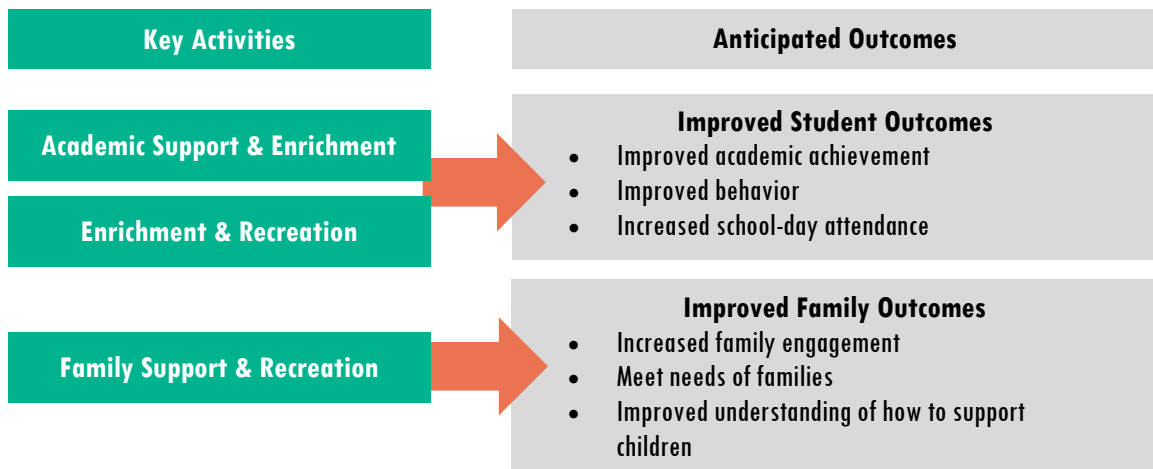 Key Activities
Anticipated Outcomes
Academic Support & Enrichment
Enrichment & Recreation
Improved Student Outcomes
• Improved academic achievement
• Improved behavior
• Increased school-day attendance
Family Support & Recreation
Improved Family Outcomes
• Increased family engagement
• Meet needs of families
• Improved understanding of how to support
children